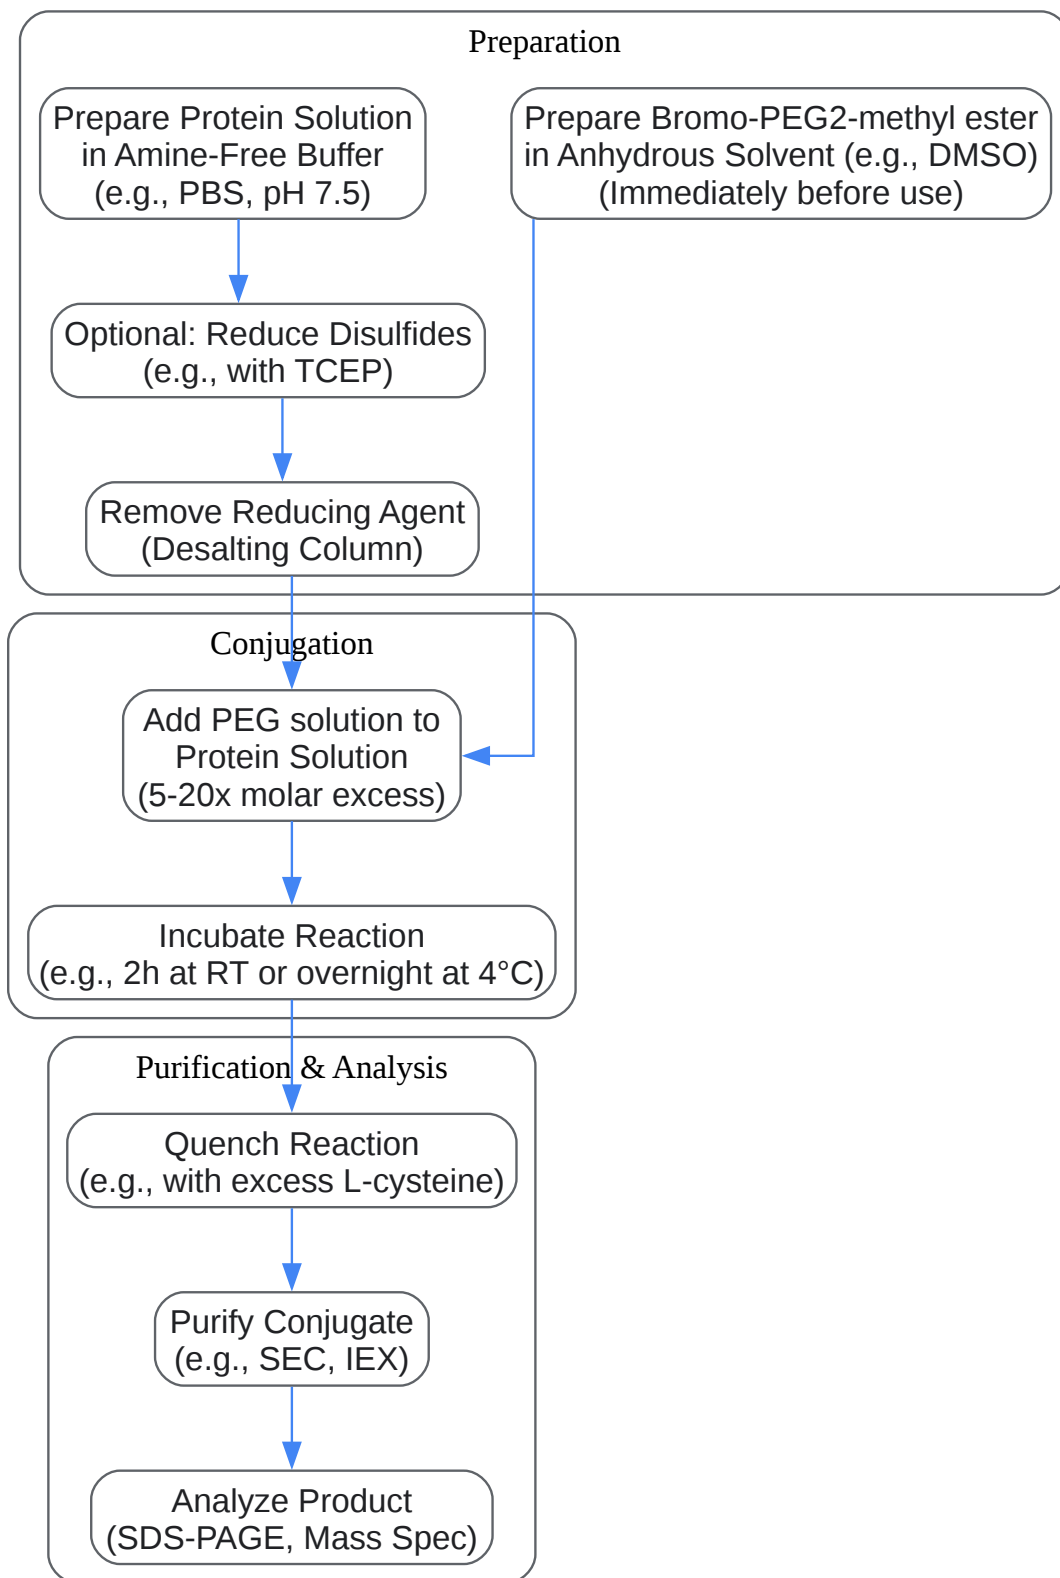 Preparation
Prepare Protein Solution
in Amine-Free Buffer
(e.g., PBS, pH 7.5)
Prepare Bromo-PEG2-methyl ester
in Anhydrous Solvent (e.g., DMSO)
(Immediately before use)
Optional: Reduce Disulfides
(e.g., with TCEP)
Remove Reducing Agent
(Desalting Column)
Conjugation
Add PEG solution to
Protein Solution
(5-20x molar excess)
Incubate Reaction
(e.g., 2h at RT or overnight at 4°C)
Purification & Analysis
Quench Reaction
(e.g., with excess L-cysteine)
Purify Conjugate
(e.g., SEC, IEX)
Analyze Product
(SDS-PAGE, Mass Spec)